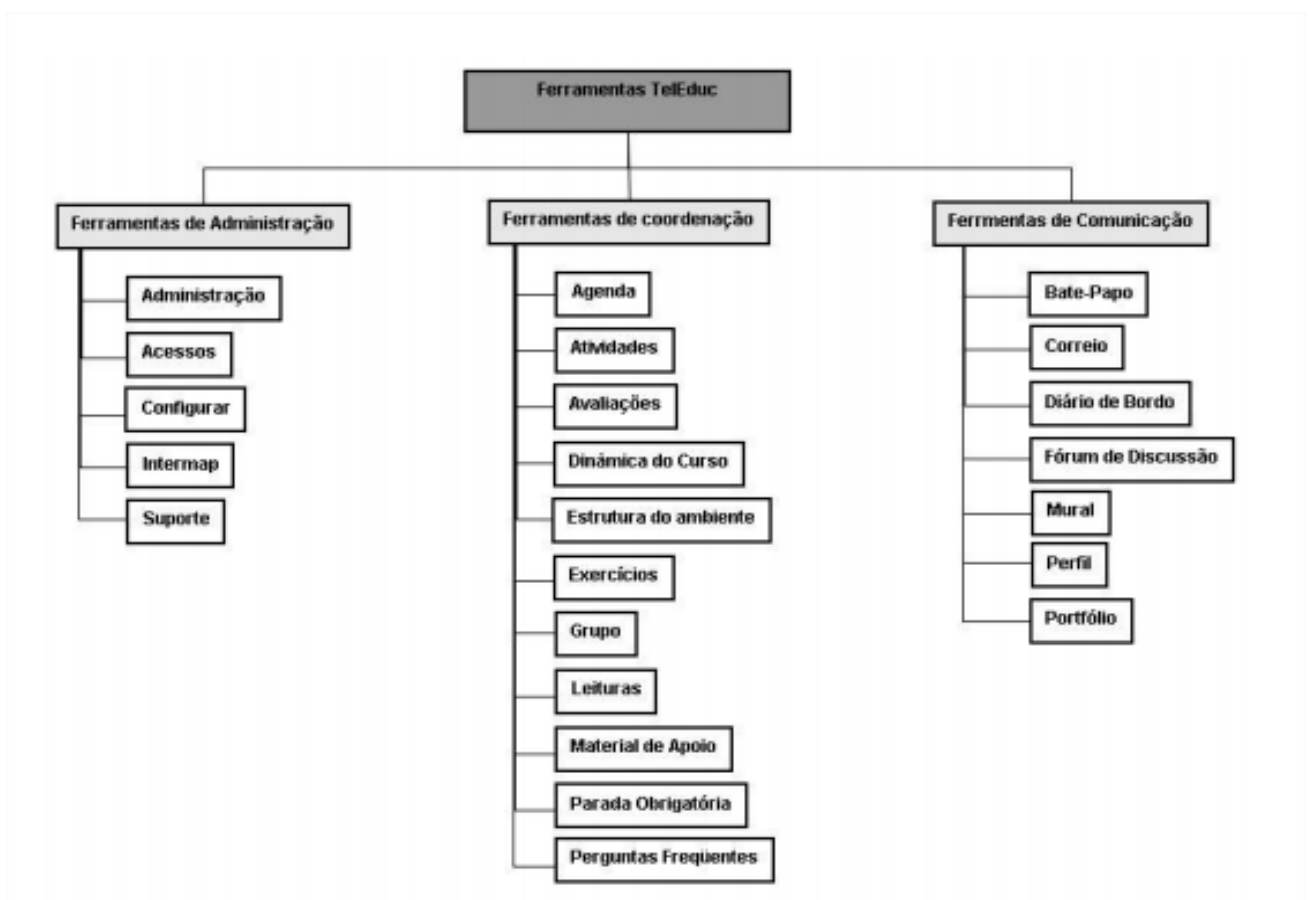 Ferramentas TelEduc
Ferramentas de Administração
Administração
Acessos
Configurar
Intermap
Suporte
Ferramentas de coordenação
Agenda
Atividades
Avaliações
Dinâmica do Curso
Estrutura do ambiente
Exercícios
Grupo
Leituras
Material de Apoio
Parada Obrigatória
Perguntas Freqüentes
Ferrmentas de Comunicação
Bate-Papo
Correio
Diário de Bordo
Fórum de Discussão
Mural
Perfil
Portfólio